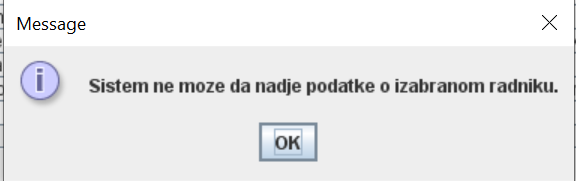 Message
Sistem ne moze da nadje podatke o izabranom radniku.
OK